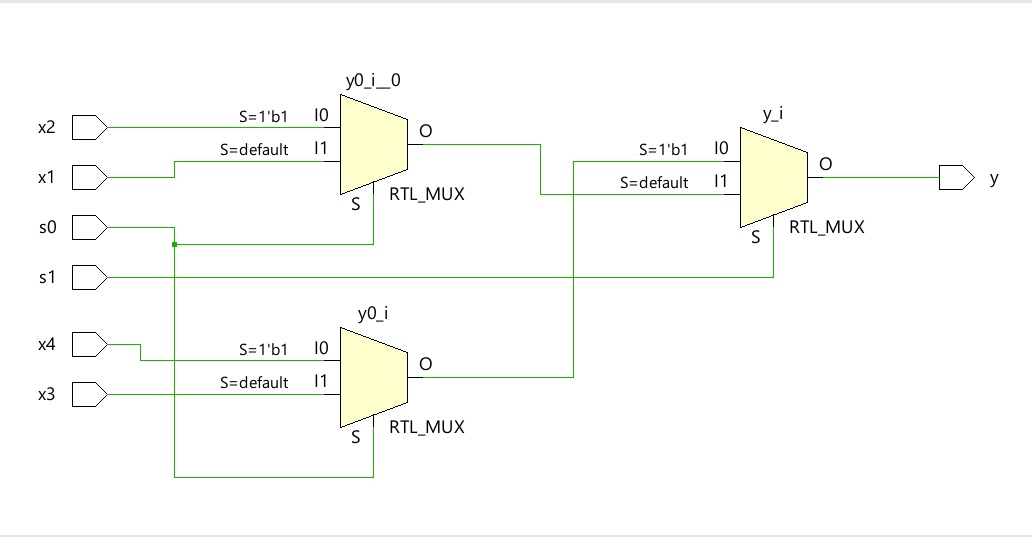 y0_i__0
x2
S=1'b1
I0
x1
S=default
I1
O
S
RTL_MUX
s0
s1
y_i
S=1'b1
I0
S=default
I1
O
S
RTL_MUX
y
y0_i
x4
S=1'b1
I0
x3
S=default
I1
O
S
RTL_MUX